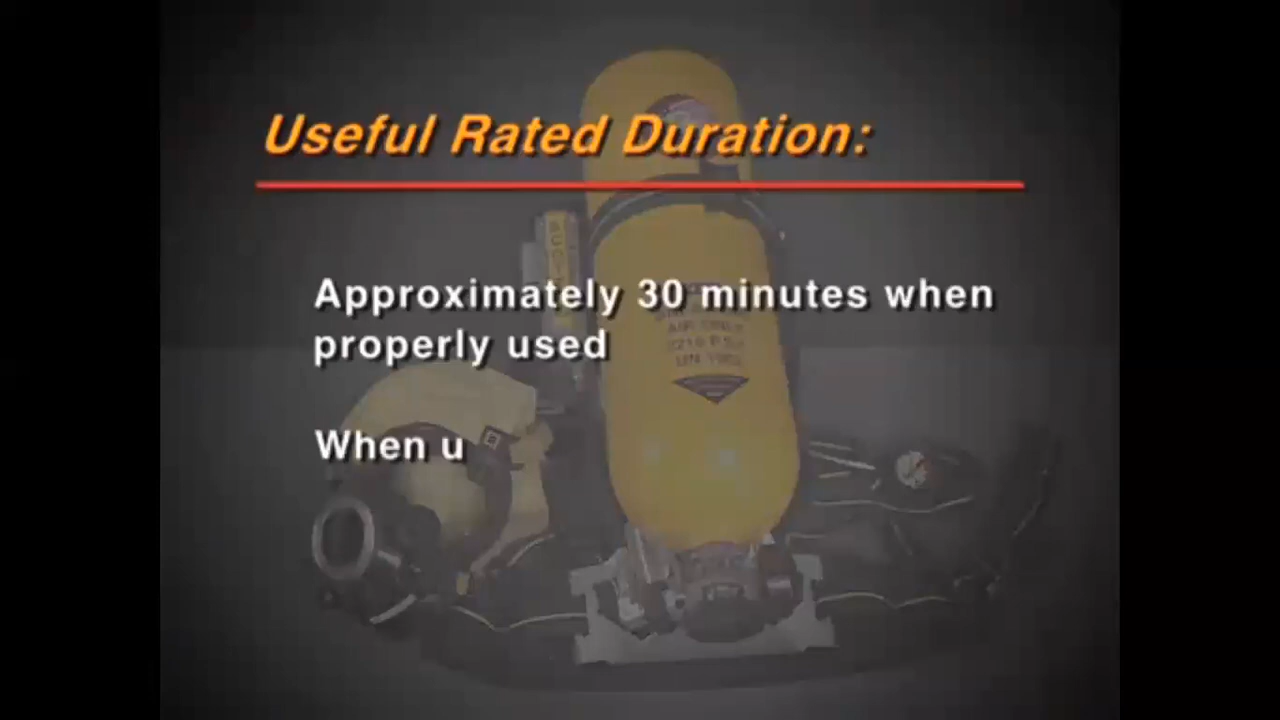 Useful Rated Duration:
Approximately 30 minutes when
properly used
When u